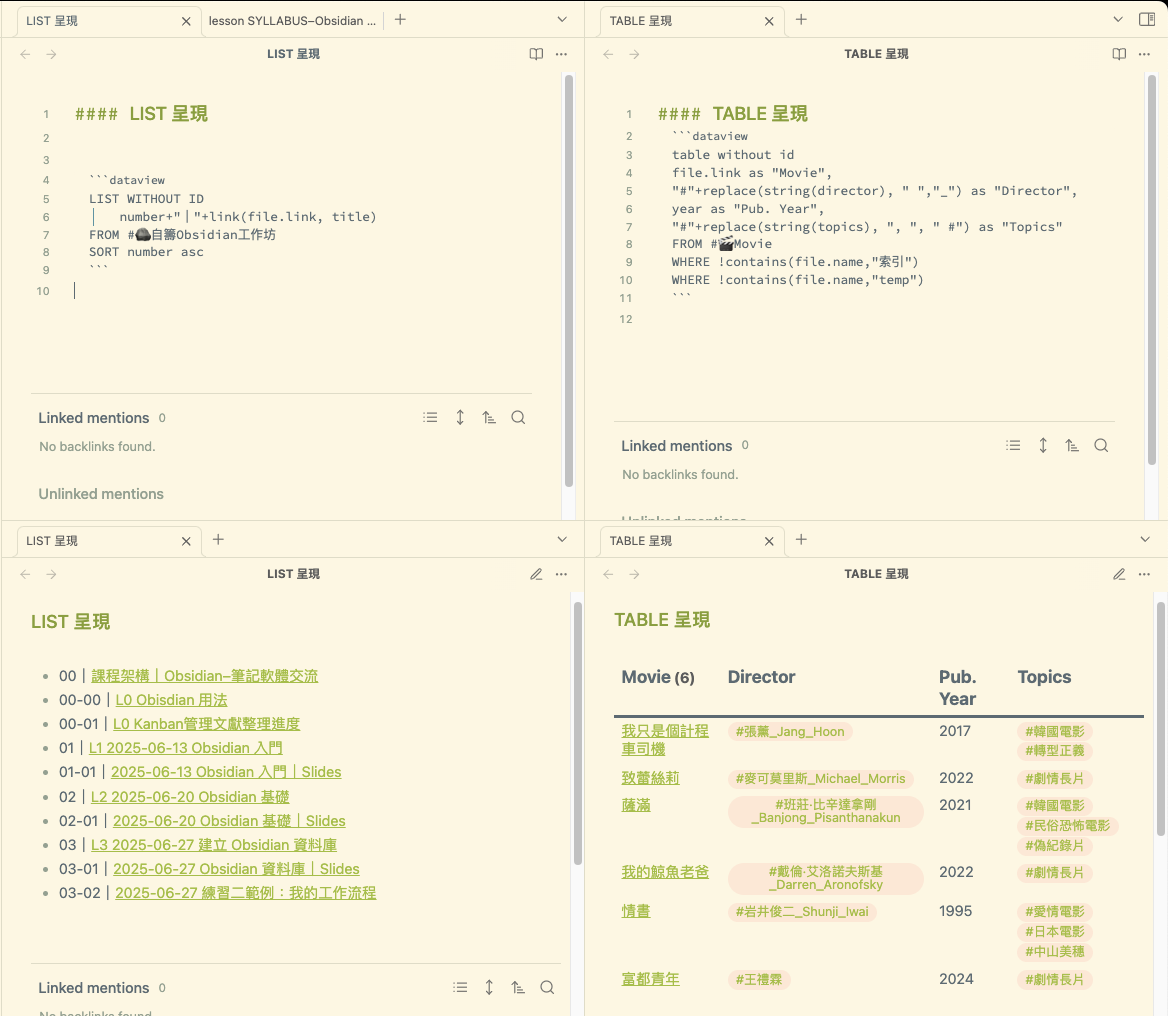 LIST 呈現
lesson SYLLABUS–Obsidian ...
LIST 呈現
1 #### LIST 呈現
2
3
4 ```dataview
5 LIST WITHOUT ID
6 number+"｜"+link(file.link, title)
7 FROM #🪨自籌Obsidian工作坊
8 SORT number asc
9 ```
10
Linked mentions 0
No backlinks found.
Unlinked mentions
TABLE 呈現
TABLE 呈現
1 #### TABLE 呈現
2 ```dataview
3 table without id
4 file.link as "Movie",
5 "#"+replace(string(director), " ","_") as "Director",
6 year as "Pub. Year",
7 "#"+replace(string(topics), ", ", " #") as "Topics"
8 FROM #🎬Movie
9 WHERE !contains(file.name,"索引")
10 WHERE !contains(file.name,"temp")
11 ```
12
Linked mentions 0
No backlinks found.
Unlinked mentions
LIST 呈現
LIST 呈現
LIST 呈現
00｜課程架構｜Obsidian–筆記軟體交流
00-00｜L0 Obisdian 用法
00-01｜L0 Kanban管理文獻整理進度
01｜L1 2025-06-13 Obsidian 入門
01-01｜2025-06-13 Obsidian 入門｜Slides
02｜L2 2025-06-20 Obsidian 基礎
02-01｜2025-06-20 Obsidian 基礎｜Slides
03｜L3 2025-06-27 建立 Obsidian 資料庫
03-01｜2025-06-27 Obsidian 資料庫｜Slides
03-02｜2025-06-27 練習二範例：我的工作流程
Linked mentions 0
No backlinks found.
TABLE 呈現
TABLE 呈現
TABLE 呈現
Movie (6) Director Pub. Year Topics
我只是個計程車司機 #張薰_Jang_Hoon 2017 #韓國電影 #轉型正義
致蕾絲莉 #麥可莫里斯_Michael_Morris 2022 #劇情長片
薩滿 #班莊·比辛達拿剛_Banjong_Pisanthanakun 2021 #韓國電影 #民俗恐怖電影 #偽紀錄片
我的鯨魚老爸 #戴倫·艾洛諾夫斯基_Darren_Aronofsky 2022 #劇情長片
情書 #岩井俊二_Shunji_Iwai 1995 #愛情電影 #日本電影 #中山美穗
富都青年 #王禮霖 2024 #劇情長片